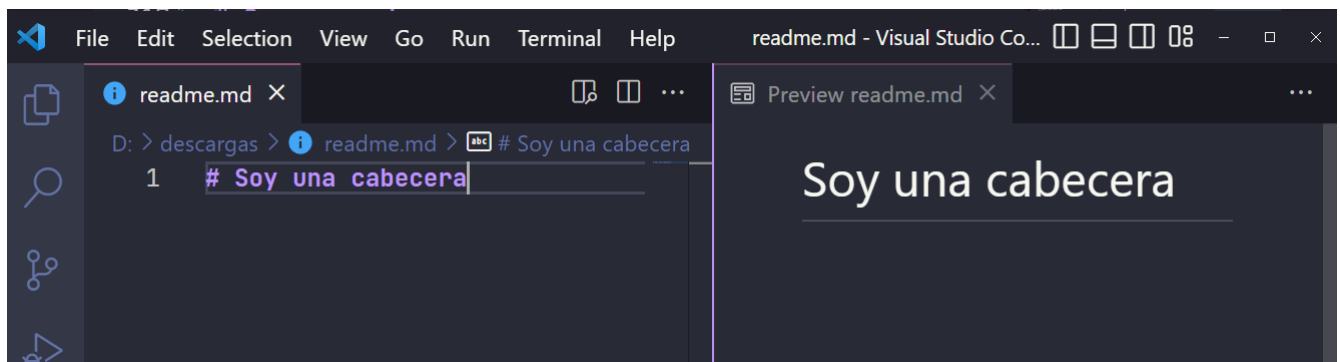 File Edit Selection View Go Run Terminal Help readme.md - Visual Studio Co...
readme.md
Preview readme.md
D: > descargas > readme.md > abc # Soy una cabecera
1 # Soy una cabecera
Soy una cabecera